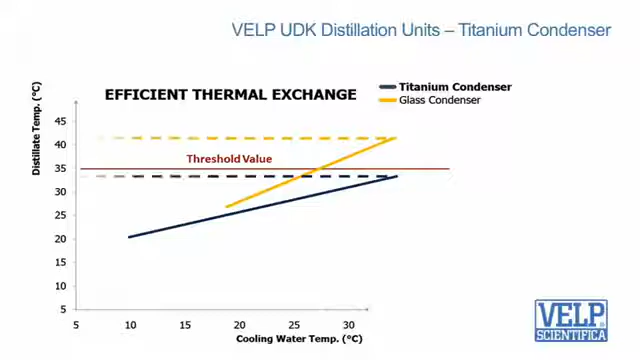 VELP UDK Distillation Units – Titanium Condenser
EFFICIENT THERMAL EXCHANGE
Titanium Condenser
Glass Condenser
Distillate Temp. (°C)
45
40
35
30
25
20
15
10
5
Threshold Value
5 10 15 20 25 30
Cooling Water Temp. (°C)
VELP
SCIENTIFICA